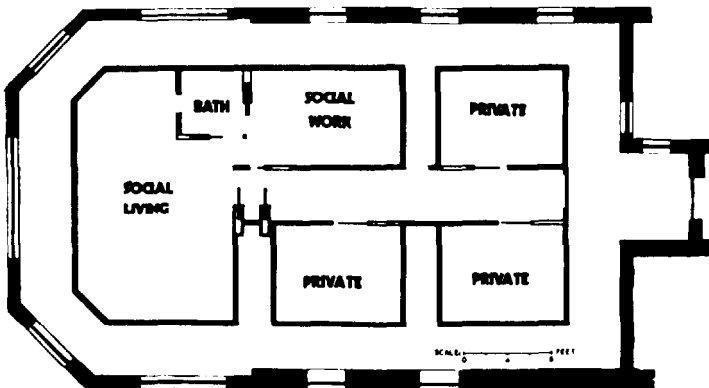 BATH
SOCIAL
WORK
PRIVATE
SOCIAL
LIVING
PRIVATE
PRIVATE
SCALE: FEET
0 4 8